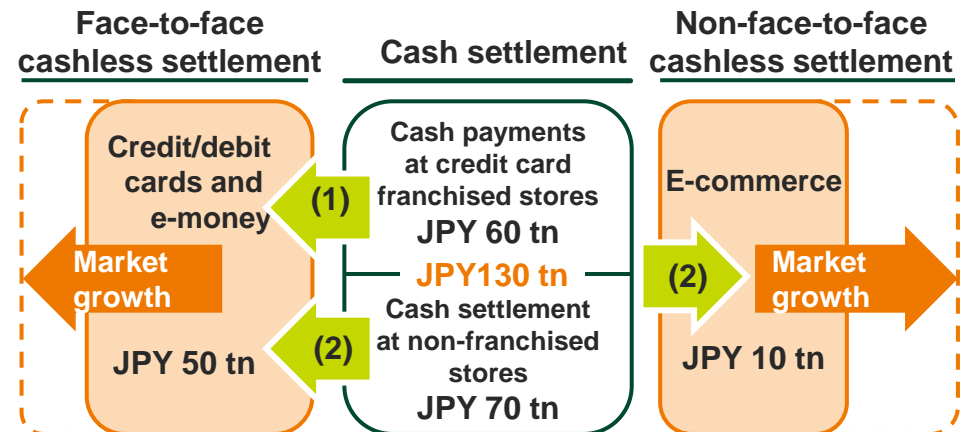 Face-to-face
cashless settlement
Cash settlement
Non-face-to-face
cashless settlement
Credit/debit
cards and
e-money
Market
growth
JPY 50 tn
(1)
(2)
Cash payments
at credit card
franchised stores
JPY 60 tn
JPY130 tn
Cash settlement
at non-franchised
stores
JPY 70 tn
(2)
E-commerce
Market
growth
JPY 10 tn